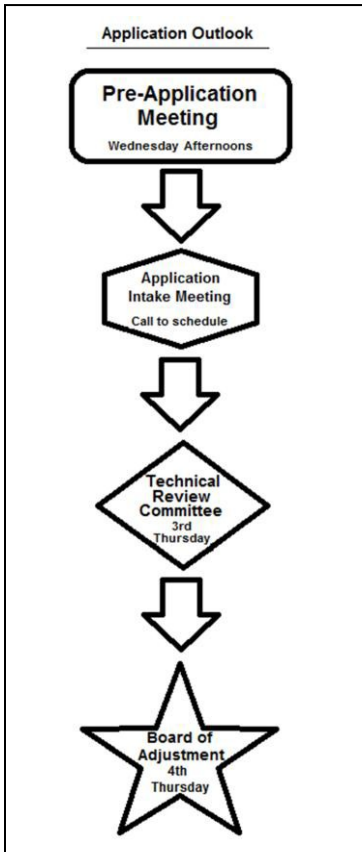 Application Outlook
Pre-Application
Meeting
Wednesday Afternoons
Application
Intake Meeting
Call to schedule
Technical
Review
Committee
3rd
Thursday
Board of
Adjustment
4th
Thursday